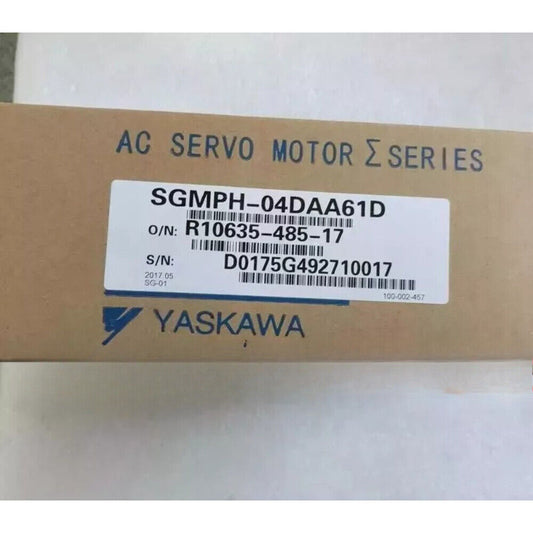 AC SERVO MOTOR Σ SERIES
SGMPH-04DAA61D
O/N: R10635-485-17
S/N: D0175G492710017
2017.05
SG-01 100-002-457
YASKAWA